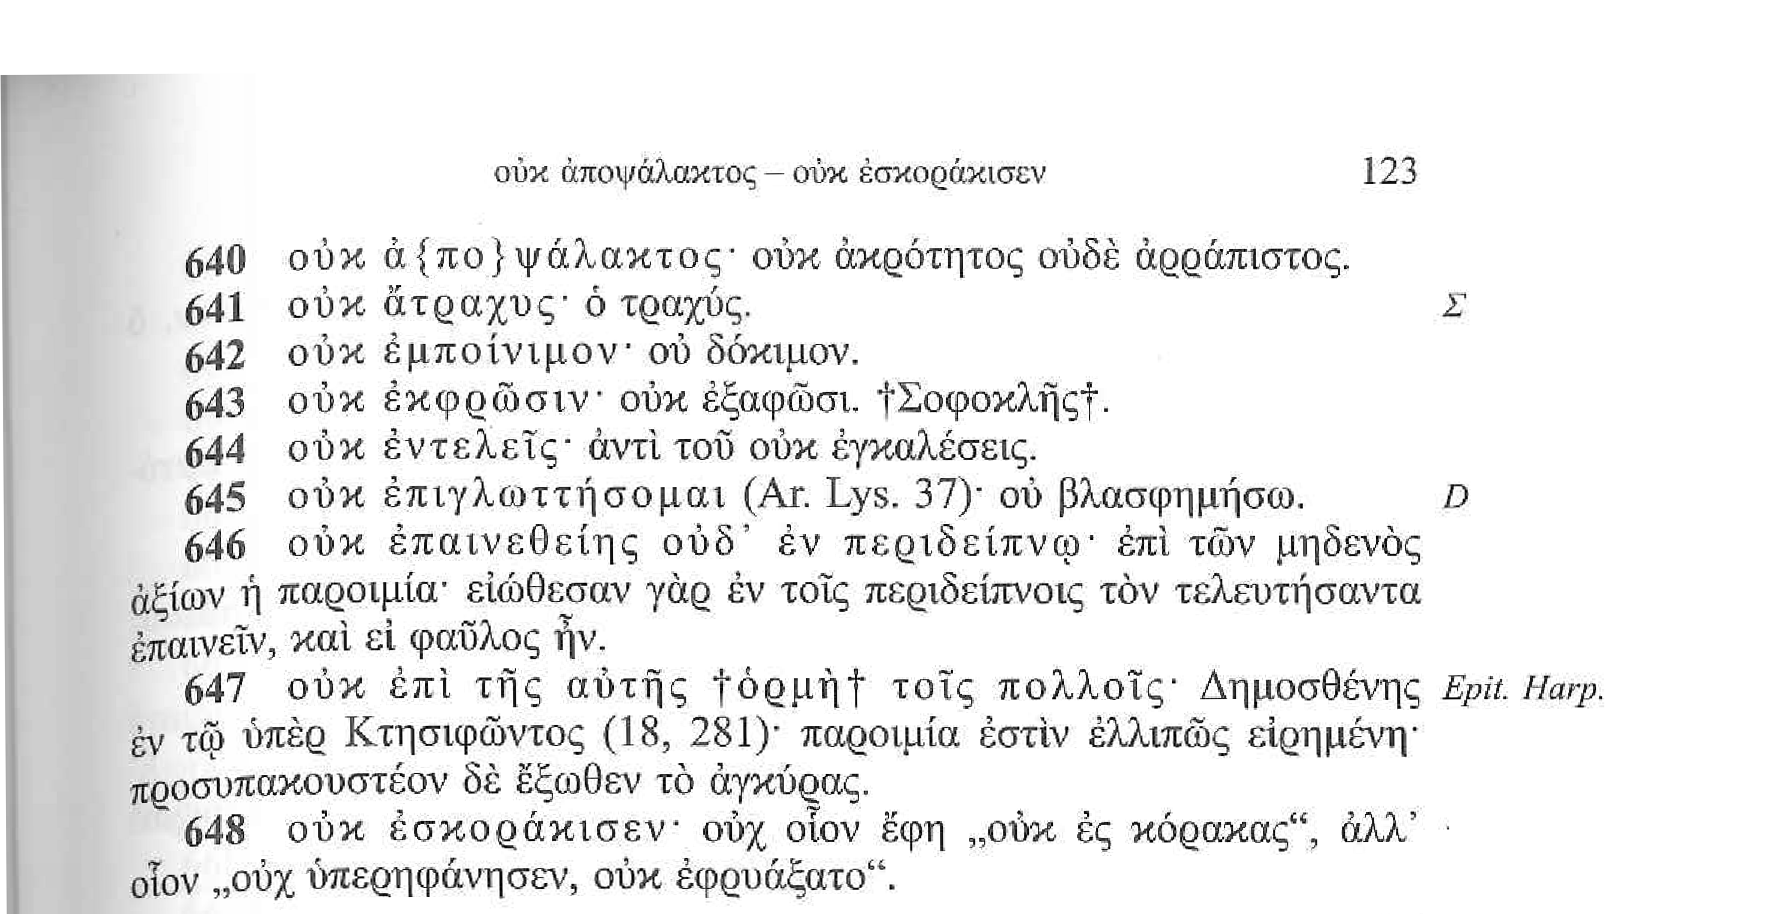 οὐκ ἀποψάλακτος – οὐκ ἐσκοράκισεν 123
640 οὐκ ἀ{πο}ψάλακτος· οὐκ ἀκρότητος οὐδὲ ἀρράπιστος.
641 οὐκ ἄτραχυς· ὁ τραχύς. Σ
642 οὐκ ἐμποίνιμον· οὐ δόκιμον.
643 οὐκ ἐκφρῶσιν· οὐκ ἐξαφῶσι. †Σοφοκλῆς†.
644 οὐκ ἐντελεῖς· ἀντὶ τοῦ οὐκ ἐγκαλέσεις.
645 οὐκ ἐπιγλωττήσομαι (Ar. Lys. 37)· οὐ βλασφημήσω. D
646 οὐκ ἐπαινεθείης οὐδ’ ἐν περιδείπνῳ· ἐπὶ τῶν μηδενὸς
ἀξίων ἡ παροιμία· εἰώθεσαν γὰρ ἐν τοῖς περιδείπνοις τὸν τελευτήσαντα
ἐπαινεῖν, καὶ εἰ φαῦλος ἦν.
647 οὐκ ἐπὶ τῆς αὐτῆς †ὁρμὴ† τοῖς πολλοῖς· Δημοσθένης Epit. Harp.
ἐν τῷ ὑπὲρ Κτησιφῶντος (18, 281)· παροιμία ἐστὶν ἐλλιπῶς εἰρημένη·
προσυπακουστέον δὲ ἔξωθεν τὸ ἀγκύρας.
648 οὐκ ἐσκοράκισεν· οὐχ οἷον ἔφη „οὐκ ἐς κόρακας“, ἀλλ’
οἷον „οὐχ ὑπερηφάνησεν, οὐκ ἐφρυάξατο“.